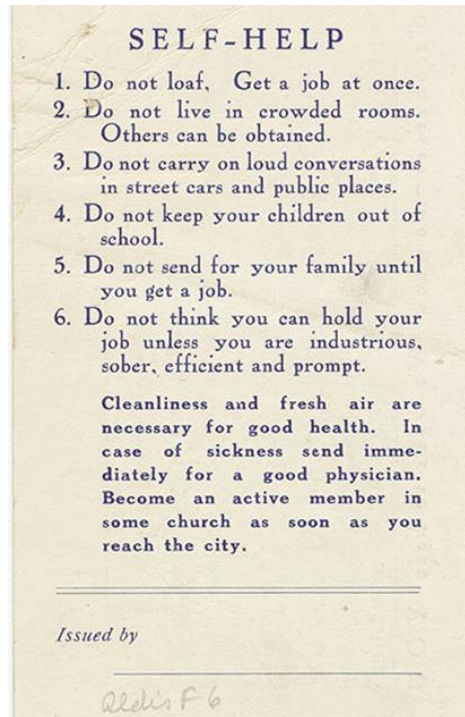 SELF-HELP
1. Do not loaf, Get a job at once.
2. Do not live in crowded rooms.
Others can be obtained.
3. Do not carry on loud conversations
in street cars and public places.
4. Do not keep your children out of
school.
5. Do not send for your family until
you get a job.
6. Do not think you can hold your
job unless you are industrious,
sober, efficient and prompt.
Cleanliness and fresh air are
necessary for good health. In
case of sickness send imme-
diately for a good physician.
Become an active member in
some church as soon as you
reach the city.
Issued by
Aldis F 6